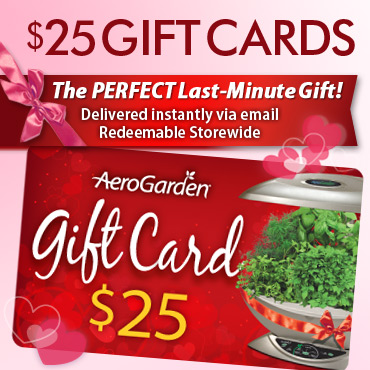 $25 GIFT CARDS
The PERFECT Last-Minute Gift!
Delivered instantly via email
Redeemable Storewide
AeroGarden®
Gift Card
$25